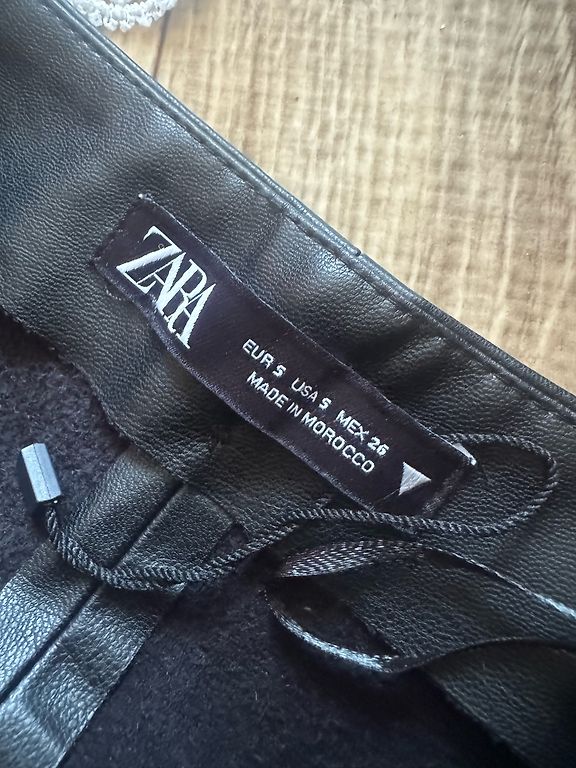 ZARA
EUR S USA S MEX 26
MADE IN MOROCCO